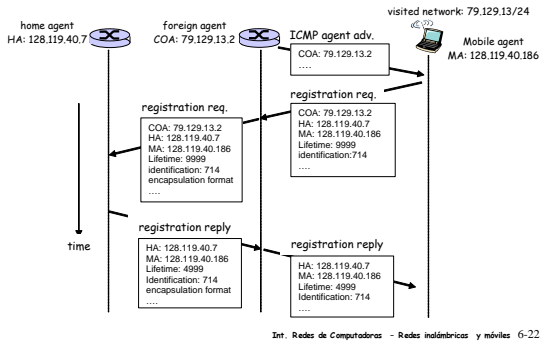 visited network: 79.129.13/24
home agent
HA: 128.119.40.7
foreign agent
COA: 79.129.13.2
ICMP agent adv.
COA: 79.129.13.2
....
Mobile agent
MA: 128.119.40.186
registration req.
COA: 79.129.13.2
HA: 128.119.40.7
MA: 128.119.40.186
Lifetime: 9999
identification:714
....
registration req.
COA: 79.129.13.2
HA: 128.119.40.7
MA: 128.119.40.186
Lifetime: 9999
identification: 714
encapsulation format
....
time
registration reply
HA: 128.119.40.7
MA: 128.119.40.186
Lifetime: 4999
Identification: 714
encapsulation format
....
registration reply
HA: 128.119.40.7
MA: 128.119.40.186
Lifetime: 4999
Identification: 714
....
Int. Redes de Computadoras - Redes inalámbricas y móviles 6-22